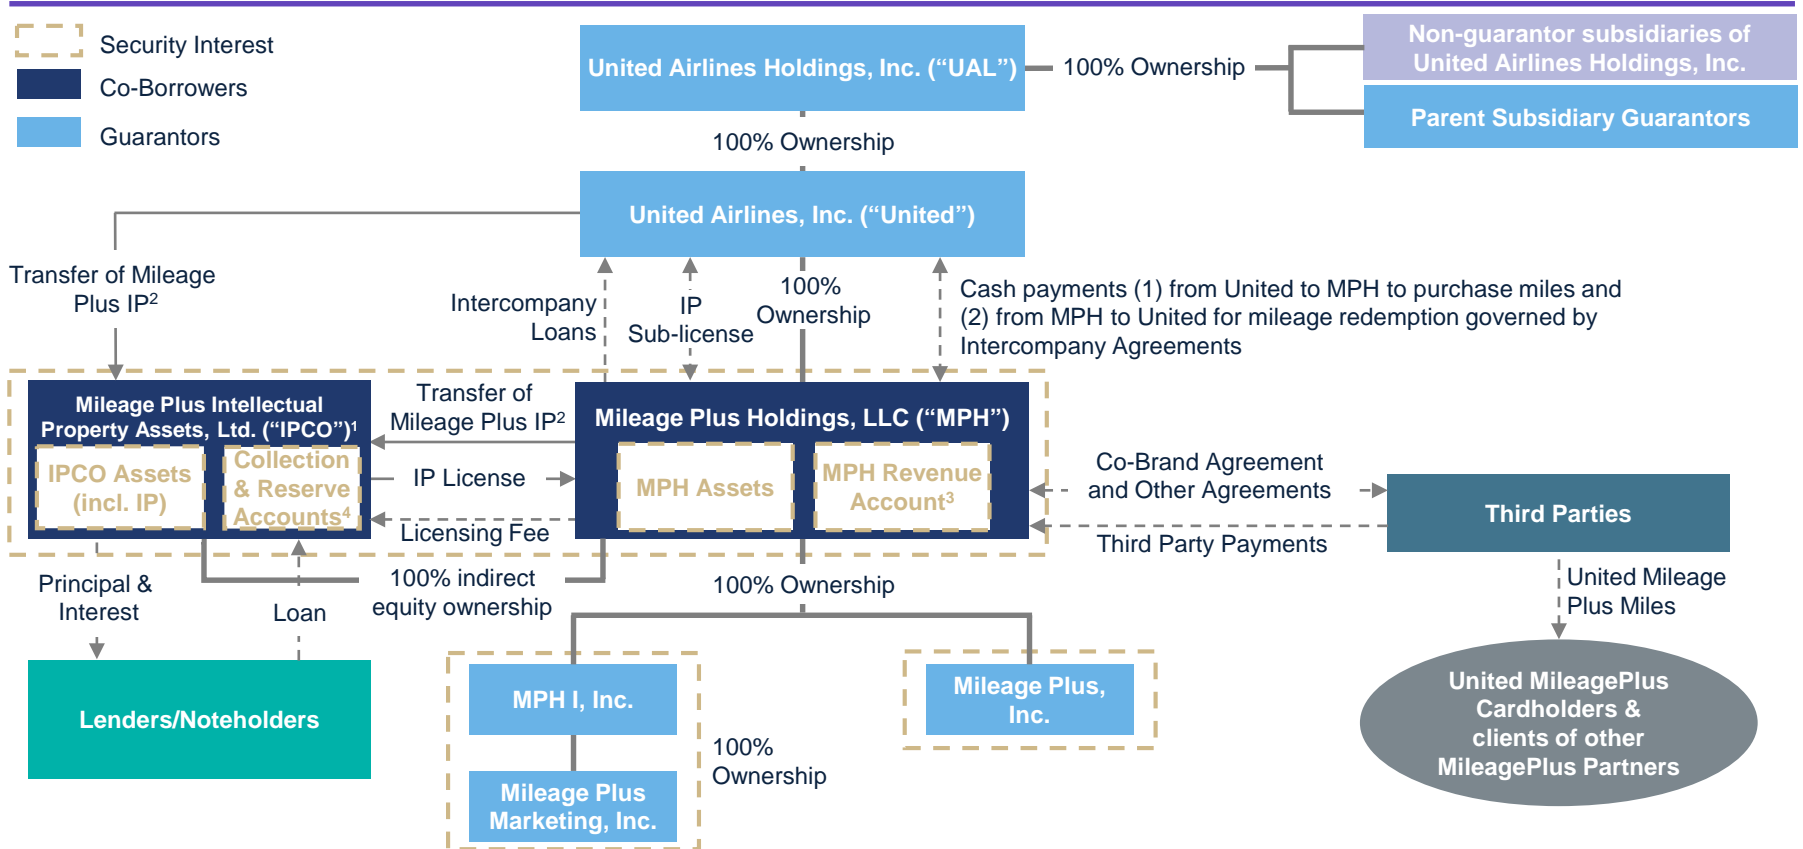 Security Interest
Co-Borrowers
Guarantors
United Airlines Holdings, Inc. (“UAL”)
100% Ownership
Non-guarantor subsidiaries of
United Airlines Holdings, Inc.
Parent Subsidiary Guarantors
100% Ownership
United Airlines, Inc. (“United”)
Transfer of Mileage
Plus IP²
Intercompany
Loans
IP
Sub-license
100%
Ownership
Cash payments (1) from United to MPH to purchase miles and
(2) from MPH to United for mileage redemption governed by
Intercompany Agreements
Mileage Plus Intellectual
Property Assets, Ltd. (“IPCO”)¹
IPCO Assets
(incl. IP)
Collection
& Reserve
Accounts⁴
Transfer of
Mileage Plus IP²
IP License
Licensing Fee
Mileage Plus Holdings, LLC (“MPH”)
MPH Assets
MPH Revenue
Account³
Co-Brand Agreement
and Other Agreements
Third Party Payments
Third Parties
Principal &
Interest
Loan
100% indirect
equity ownership
100% Ownership
United Mileage
Plus Miles
Lenders/Noteholders
MPH I, Inc.
Mileage Plus
Marketing, Inc.
100%
Ownership
Mileage Plus,
Inc.
United MileagePlus
Cardholders &
clients of other
MileagePlus Partners